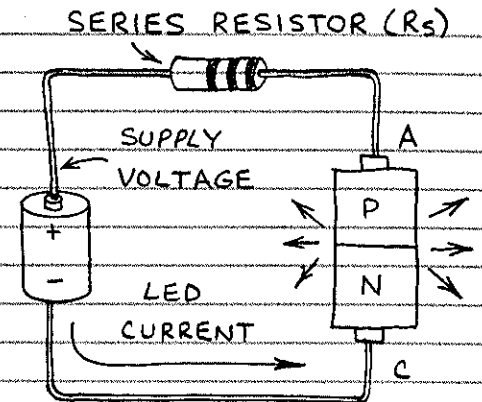 SERIES RESISTOR (Rs)
A
SUPPLY
VOLTAGE
P
+
-
N
LED
CURRENT
C